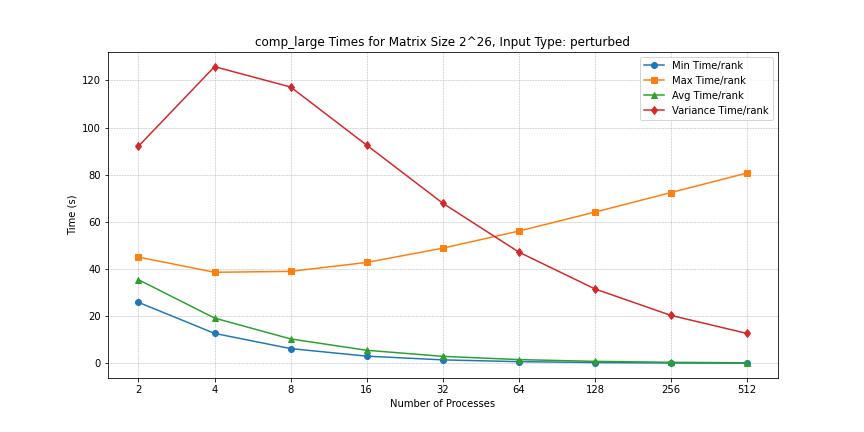 comp_large Times for Matrix Size 2^26, Input Type: perturbed
Min Time/rank
Max Time/rank
Avg Time/rank
Variance Time/rank
Time (s)
120
100
80
60
40
20
0
2 4 8 16 32 64 128 256 512
Number of Processes